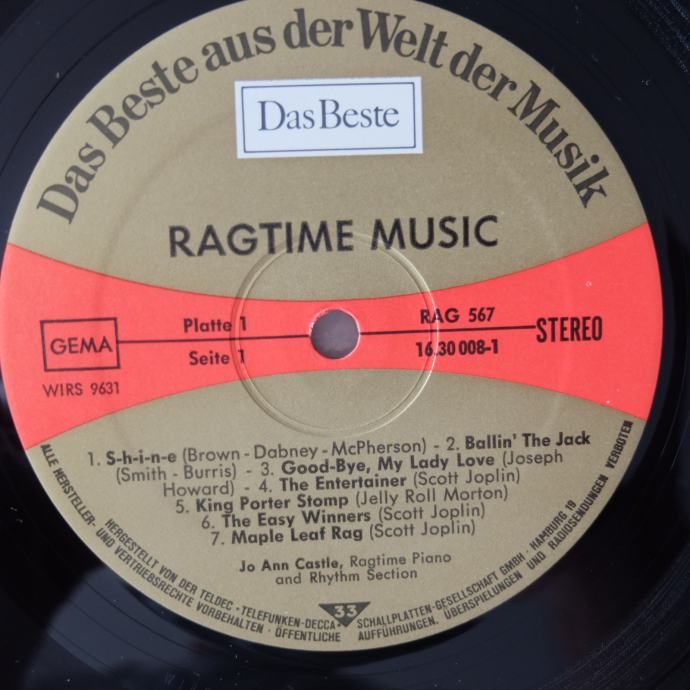 Das Beste aus der Welt der Musik
Das Beste
RAGTIME MUSIC
GEMA
Platte 1
RAG 567
STEREO
Seite 1
16.30 008-1
WIRS 9631
1. S-h-i-n-e (Brown - Dabney - McPherson) - 2. Ballin' The Jack
(Smith - Burris) - 3. Good-Bye, My Lady Love (Joseph
Howard) - 4. The Entertainer (Scott Joplin)
5. King Porter Stomp (Jelly Roll Morton)
6. The Easy Winners (Scott Joplin)
7. Maple Leaf Rag (Scott Joplin)
Jo Ann Castle, Ragtime Piano
and Rhythm Section
33
HERGESTELLT VON DER TELDEC · TELEFUNKEN-DECCA · SCHALLPLATTEN-GESELLSCHAFT GMBH · HAMBURG 19
ALLE HERSTELLER- UND VERTRIEBSRECHTE VORBEHALTEN · ÖFFENTLICHE AUFFÜHRUNGEN, ÜBERSPIELUNGEN UND RADIOSENDUNGEN VERBOTEN